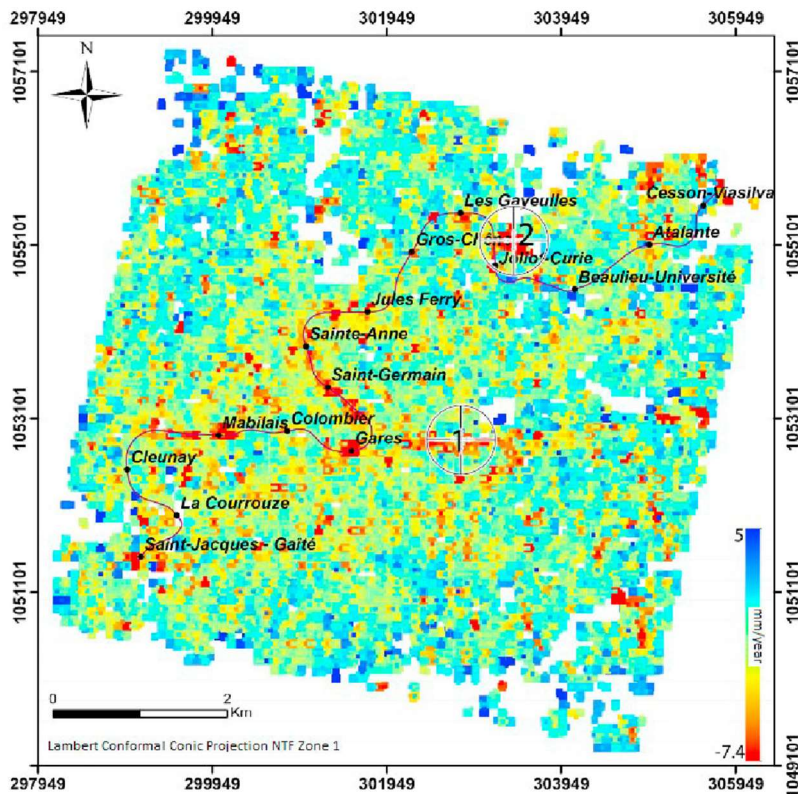 297949 299949 301949 303949 305949
1057101 1057101
N
Cesson-Viasilva
Les Gayeulles
2
Atalante
1055101 1055101
Joliot-Curie
Beaulieu-Université
Jules Ferry
Sainte-Anne
Saint-Germain
1053101 1053101
Mabilais Colombier
1
Gares
Cleunay
La Courrouze
5
Saint-Jacques - Gaîté
1051101 1051101
mm/year
0 2
Km
-7.4
Lambert Conformal Conic Projection NTF Zone 1
1049101 1049101
297949 299949 301949 303949 305949